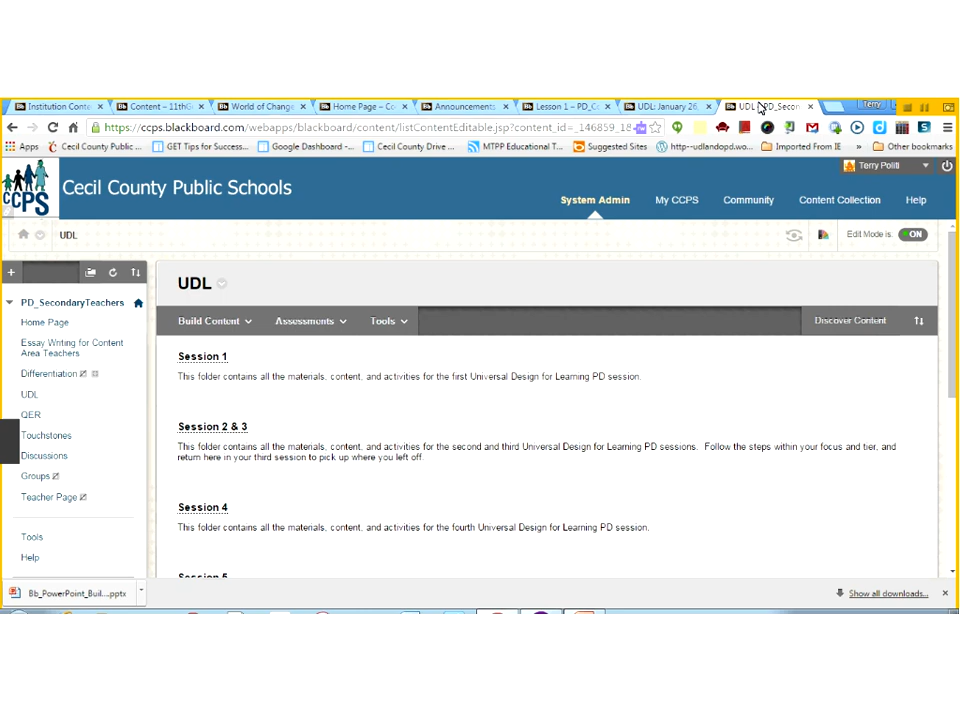 Institution Conte
Content – 11thG
World of Change
Home Page – Co
Announcements
Lesson 1 – PD_C
UDL: January 26
UDL PD_Secon
Terry
https://ccps.blackboard.com/webapps/blackboard/content/listContentEditable.jsp?content_id=_146859_18
Apps
Cecil County Public ...
GET Tips for Success...
Google Dashboard -...
Cecil County Drive ...
MTPP Educational T...
Suggested Sites
http--udlandopd.wo...
Imported From IE
»
Other bookmarks
CCPS
Cecil County Public Schools
Terry Politi
System Admin
My CCPS
Community
Content Collection
Help
UDL
Edit Mode is:
ON
PD_SecondaryTeachers
Home Page
Essay Writing for Content
Area Teachers
Differentiation
UDL
QER
Touchstones
Discussions
Groups
Teacher Page
Tools
Help
UDL
Build Content
Assessments
Tools
Discover Content
Session 1
This folder contains all the materials, content, and activities for the first Universal Design for Learning PD session.
Session 2 & 3
This folder contains all the materials, content, and activities for the second and third Universal Design for Learning PD sessions. Follow the steps within your focus and tier, and
return here in your third session to pick up where you left off.
Session 4
This folder contains all the materials, content, and activities for the fourth Universal Design for Learning PD session.
Session 5
Bb_PowerPoint_Buil....pptx
Show all downloads...